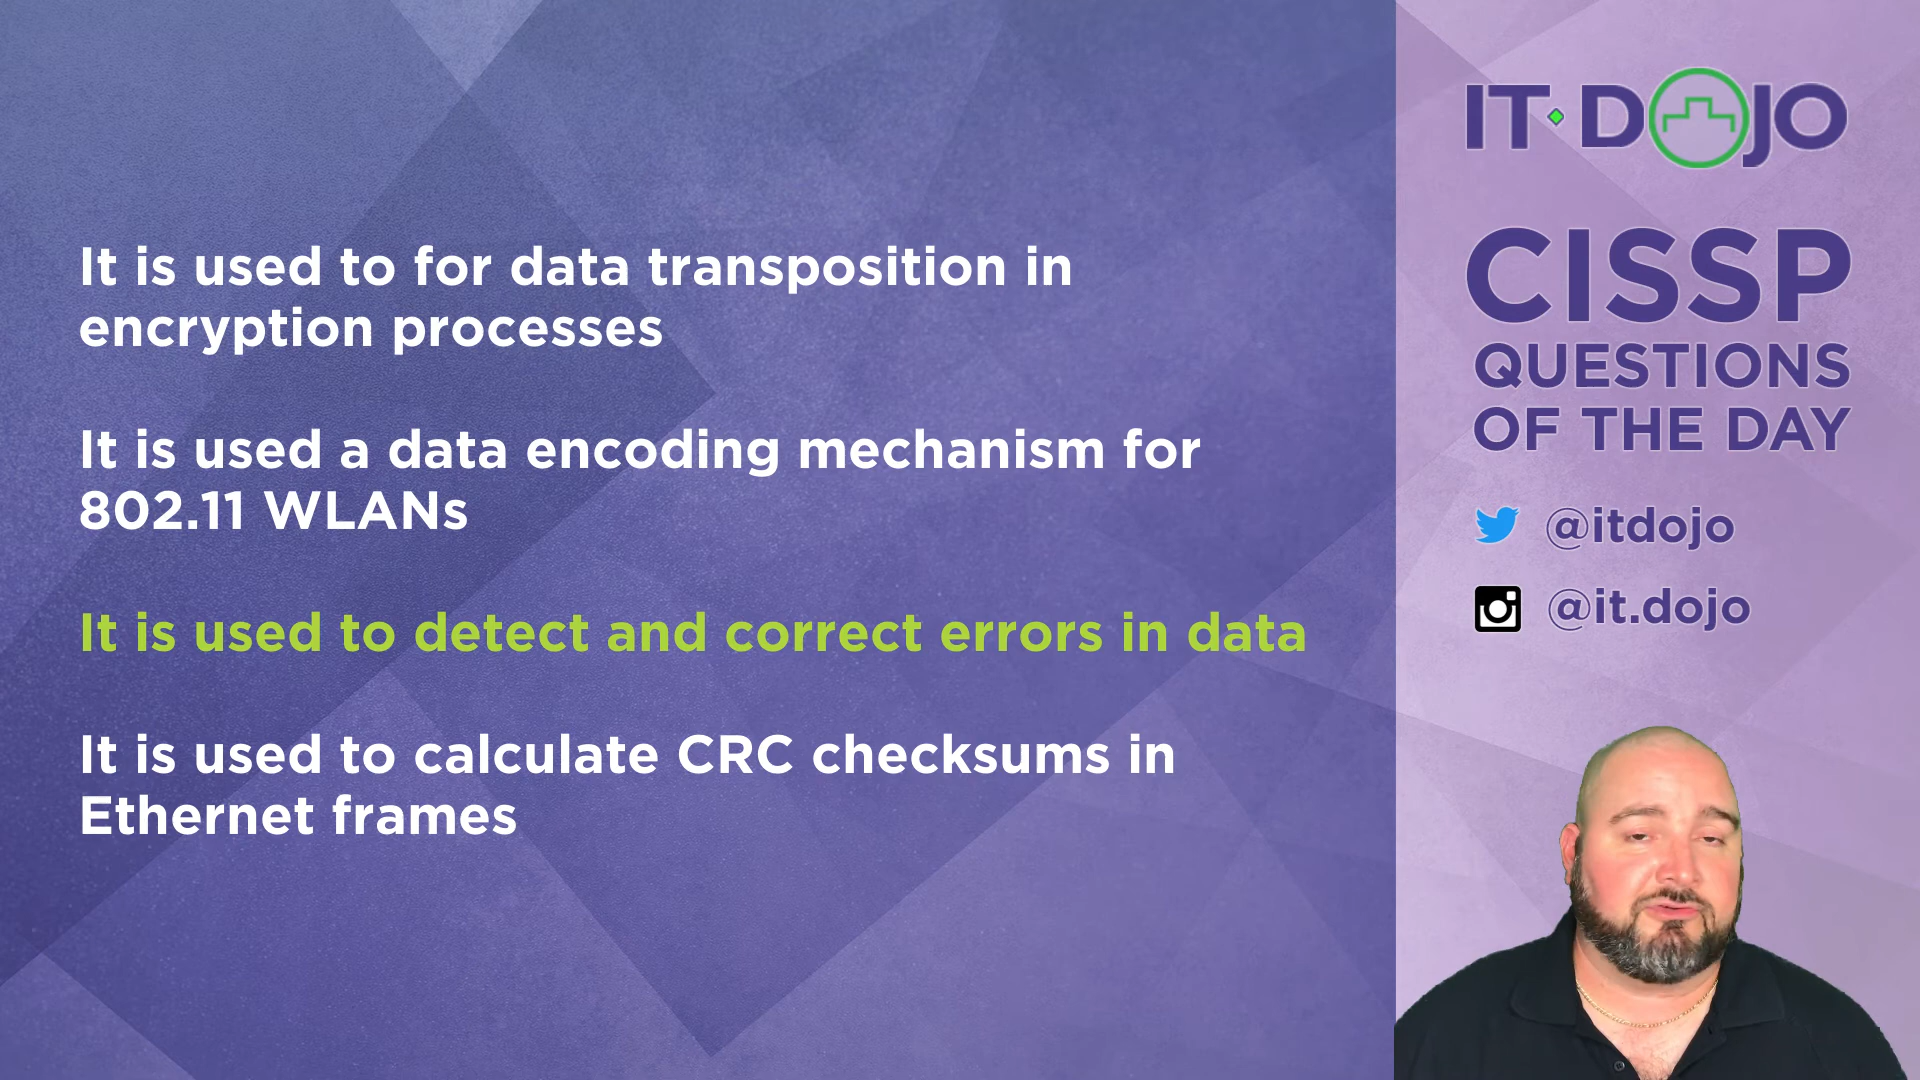 It is used to for data transposition in
encryption processes
It is used a data encoding mechanism for
802.11 WLANs
It is used to detect and correct errors in data
It is used to calculate CRC checksums in
Ethernet frames
IT DOJO
CISSP
QUESTIONS
OF THE DAY
@itdojo
@it.dojo